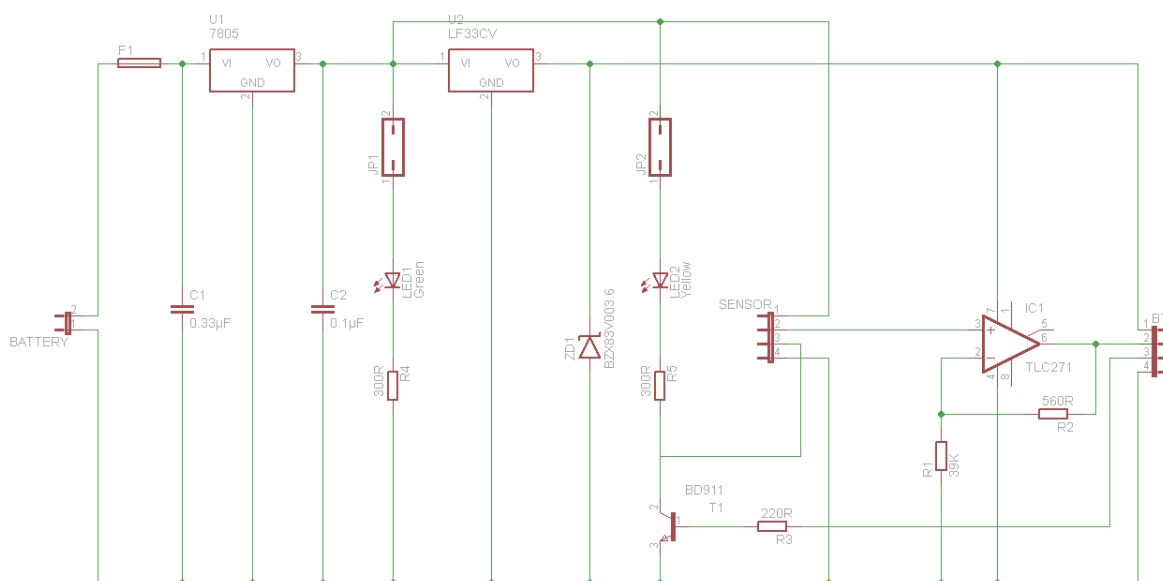 U1
7805
U2
LF33CV
F1
1
VI
VO
3
GND
2
1
VI
VO
3
GND
2
2
JP1
1
2
JP2
1
LED1
Green
LED2
Yellow
C1
0.33µF
C2
0.1µF
2
1
BATTERY
ZD1
BZX83V003.6
SENSOR
1
2
3
4
IC1
7
1
3
+
5
6
2
-
4
8
TLC271
1
2
3
4
300R
R4
300R
R5
560R
R2
R1
39K
BD911
T1
2
1
3
220R
R3